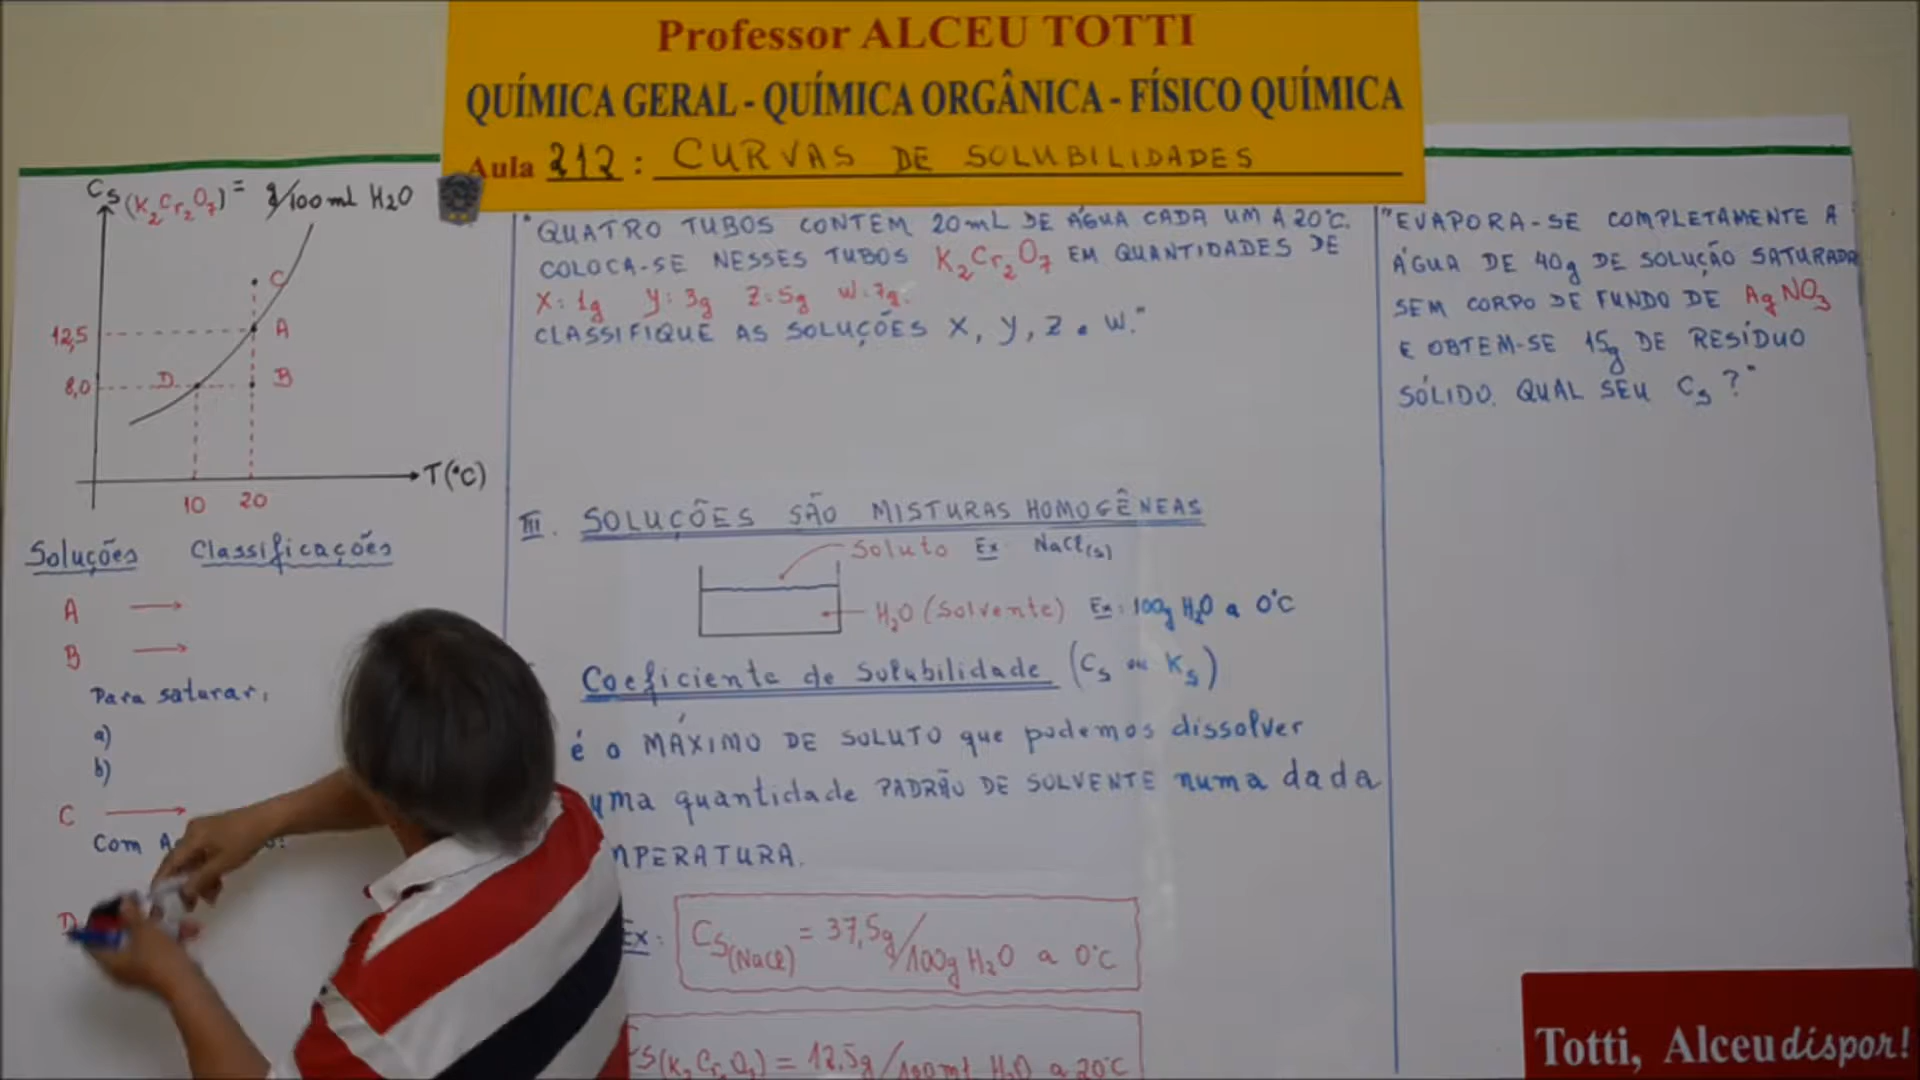 Professor ALCEU TOTTI
QUÍMICA GERAL - QUÍMICA ORGÂNICA - FÍSICO QUÍMICA
Aula 212: CURVAS DE SOLUBILIDADES
Cs(K2Cr2O7) = g/100ml H2O
C
12,5
A
8,0
D
B
T(°C)
10 20
Soluções Classificações
A →
B →
Para saturar:
a)
b)
C →
Com
D
"QUATRO TUBOS CONTEM 20mL DE ÁGUA CADA UM A 20°C.
COLOCA-SE NESSES TUBOS K2Cr2O7 EM QUANTIDADES DE
X: 1g Y: 3g Z: 5g W: 7g.
CLASSIFIQUE AS SOLUÇÕES X, Y, Z e W."
III. SOLUÇÕES SÃO MISTURAS HOMOGÊNEAS
Soluto Ex NaCl(s)
H2O (Solvente) Ex: 100g H2O a 0°C
Coeficiente de Solubilidade (Cs ou Ks)
é o MÁXIMO DE SOLUTO que podemos dissolver
uma quantidade PADRÃO DE SOLVENTE numa dada
MPERATURA.
Ex: Cs(NaCl) = 37,5g/100g H2O a 0°C
Cs(K2Cr2O7) = 12,5g/100ml H2O a 20°C
"EVAPORA-SE COMPLETAMENTE A
ÁGUA DE 40g DE SOLUÇÃO SATURADA
SEM CORPO DE FUNDO DE AgNO3
E OBTEM-SE 15g DE RESÍDUO
SÓLIDO. QUAL SEU Cs?"
Totti, Alceu dispor!